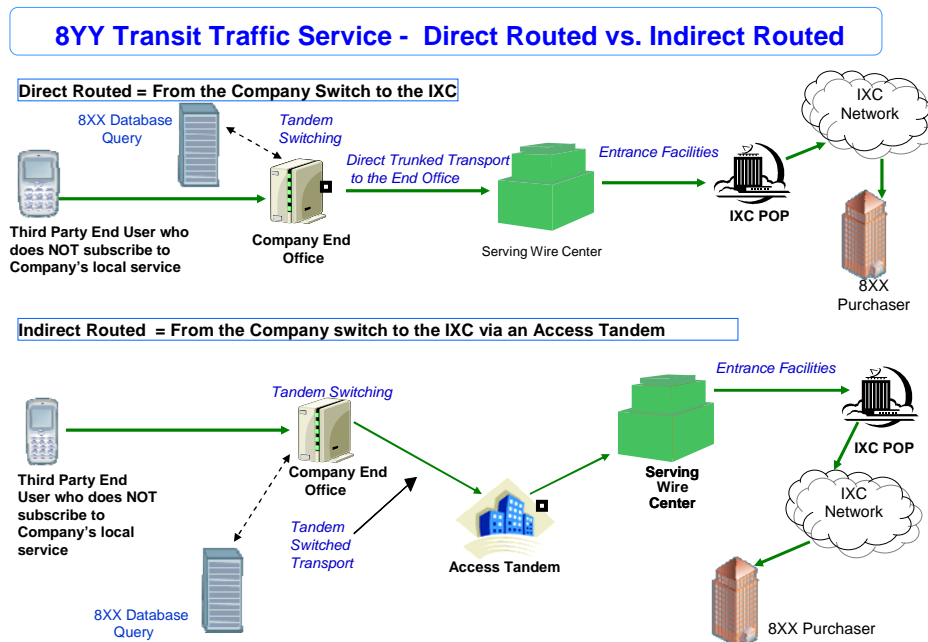 8YY Transit Traffic Service - Direct Routed vs. Indirect Routed
Direct Routed = From the Company Switch to the IXC
8XX Database
Query
Tandem
Switching
Direct Trunked Transport
to the End Office
Entrance Facilities
IXC
Network
IXC POP
Third Party End User who
does NOT subscribe to
Company's local service
Company End
Office
Serving Wire Center
8XX
Purchaser
Indirect Routed = From the Company switch to the IXC via an Access Tandem
Tandem Switching
Entrance Facilities
Company End
Office
Third Party End
User who does NOT
subscribe to
Company's local
service
Serving
Wire
Center
IXC POP
IXC
Network
Tandem
Switched
Transport
Access Tandem
8XX Database
Query
8XX Purchaser